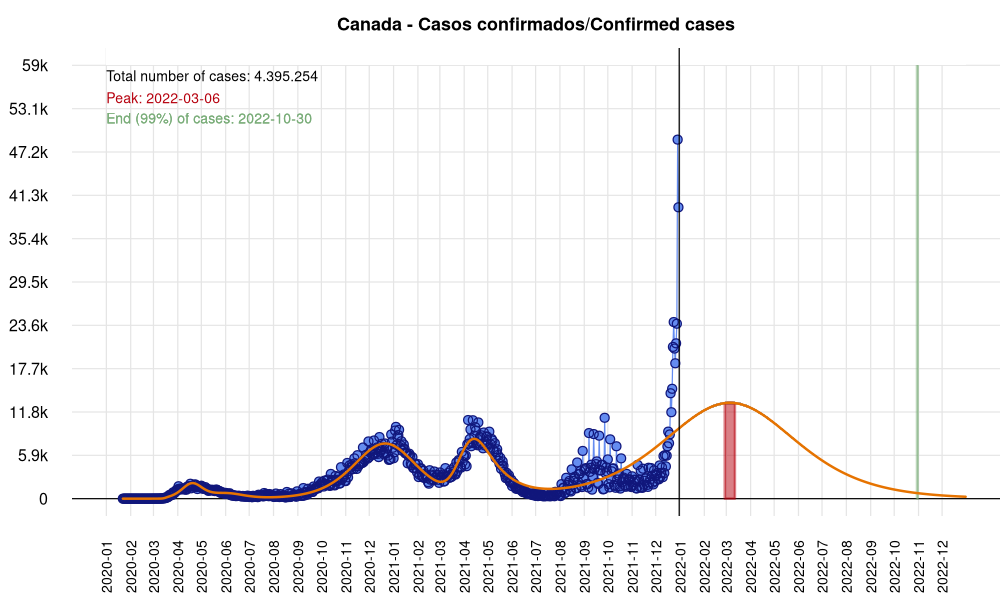 Canada - Casos confirmados/Confirmed cases
Total number of cases: 4.395.254
Peak: 2022-03-06
End (99%) of cases: 2022-10-30
59k
53.1k
47.2k
41.3k
35.4k
29.5k
23.6k
17.7k
11.8k
5.9k
0
2020-01
2020-02
2020-03
2020-04
2020-05
2020-06
2020-07
2020-08
2020-09
2020-10
2020-11
2020-12
2021-01
2021-02
2021-03
2021-04
2021-05
2021-06
2021-07
2021-08
2021-09
2021-10
2021-11
2021-12
2022-01
2022-02
2022-03
2022-04
2022-05
2022-06
2022-07
2022-08
2022-09
2022-10
2022-11
2022-12